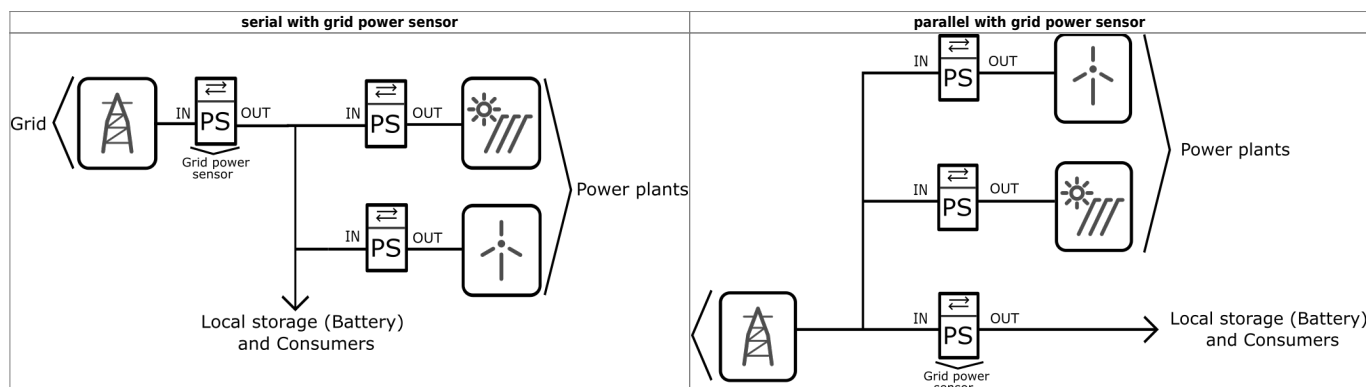 serial with grid power sensor
Grid
IN
PS
OUT
Grid power
sensor
IN
PS
OUT
IN
PS
OUT
Power plants
Local storage (Battery)
and Consumers
parallel with grid power sensor
IN
PS
OUT
IN
PS
OUT
Power plants
IN
PS
OUT
Grid power
sensor
Local storage (Battery)
and Consumers